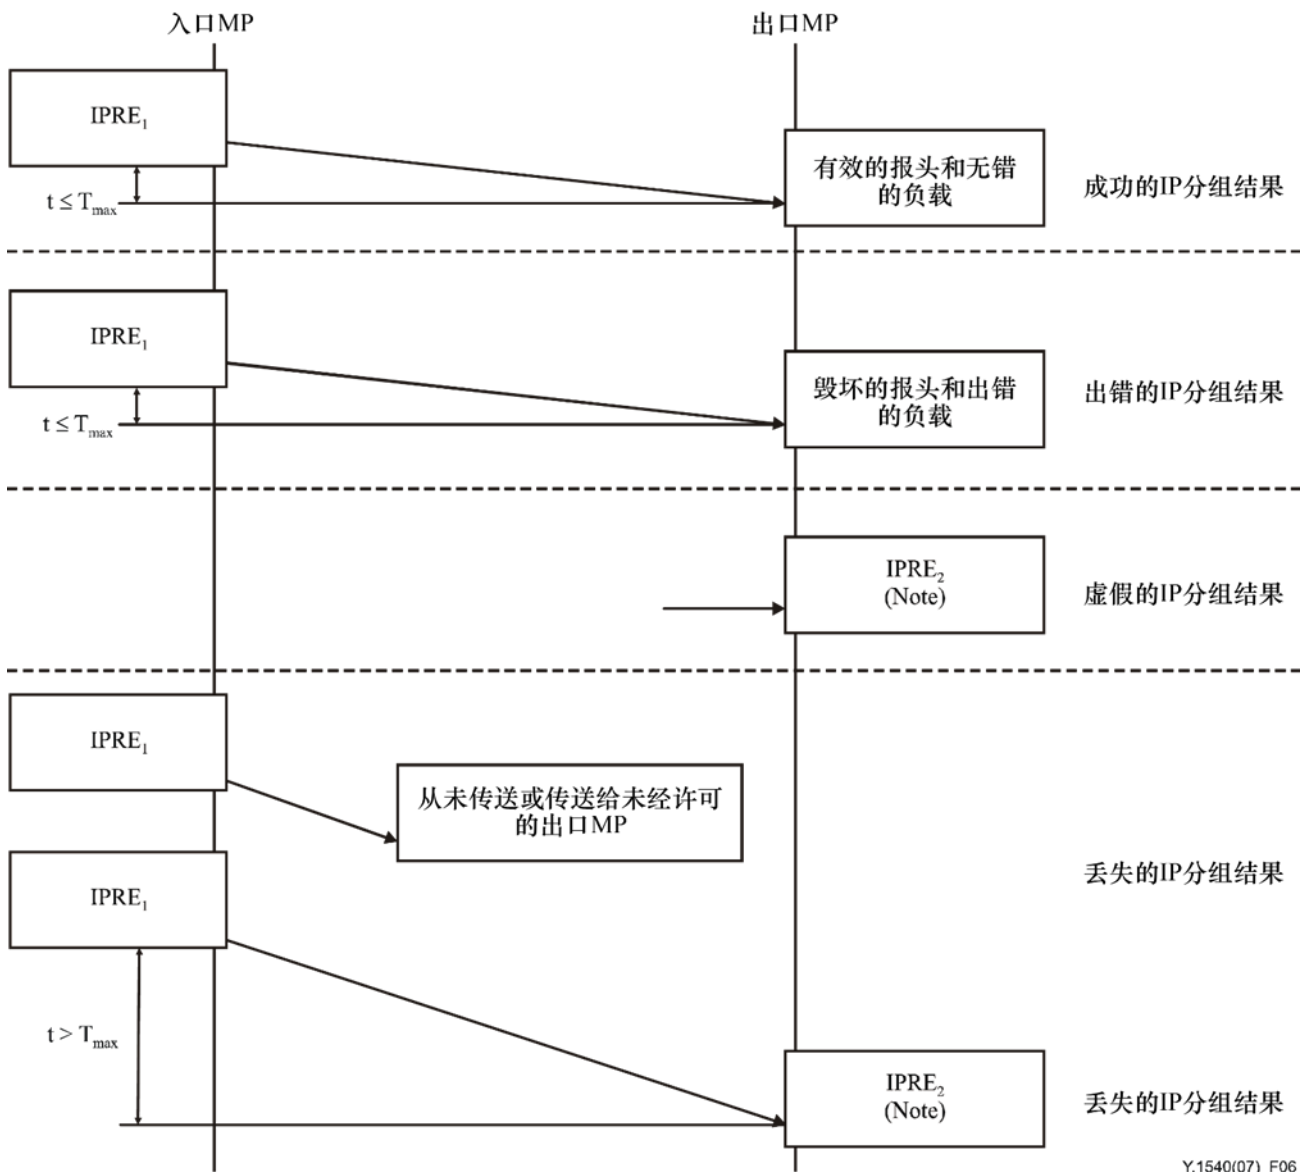 入口MP
出口MP
IPRE₁
t ≤ Tmax
有效的报头和无错
的负载
成功的IP分组结果
IPRE₁
t ≤ Tmax
毁坏的报头和出错
的负载
出错的IP分组结果
IPRE₂
(Note)
虚假的IP分组结果
IPRE₁
从未传送或传送给未经许可
的出口MP
丢失的IP分组结果
IPRE₁
t > Tmax
IPRE₂
(Note)
丢失的IP分组结果
Y.1540(07)_F06